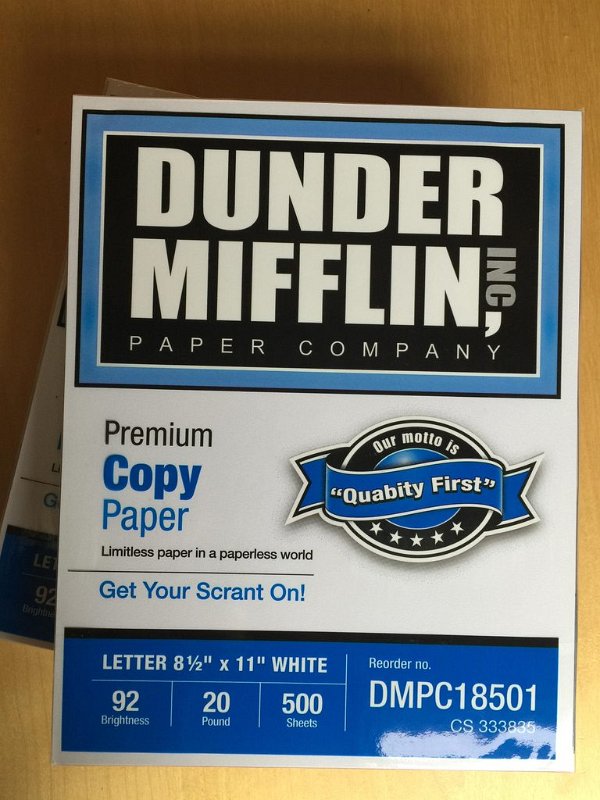 DUNDER
MIFFLIN, INC.
PAPER COMPANY
Premium
Copy
Paper
Limitless paper in a paperless world
Get Your Scrant On!
Our motto is
"Quabity First"
LETTER 8½" x 11" WHITE
92
Brightness
20
Pound
500
Sheets
Reorder no.
DMPC18501
CS 333835
LET
92